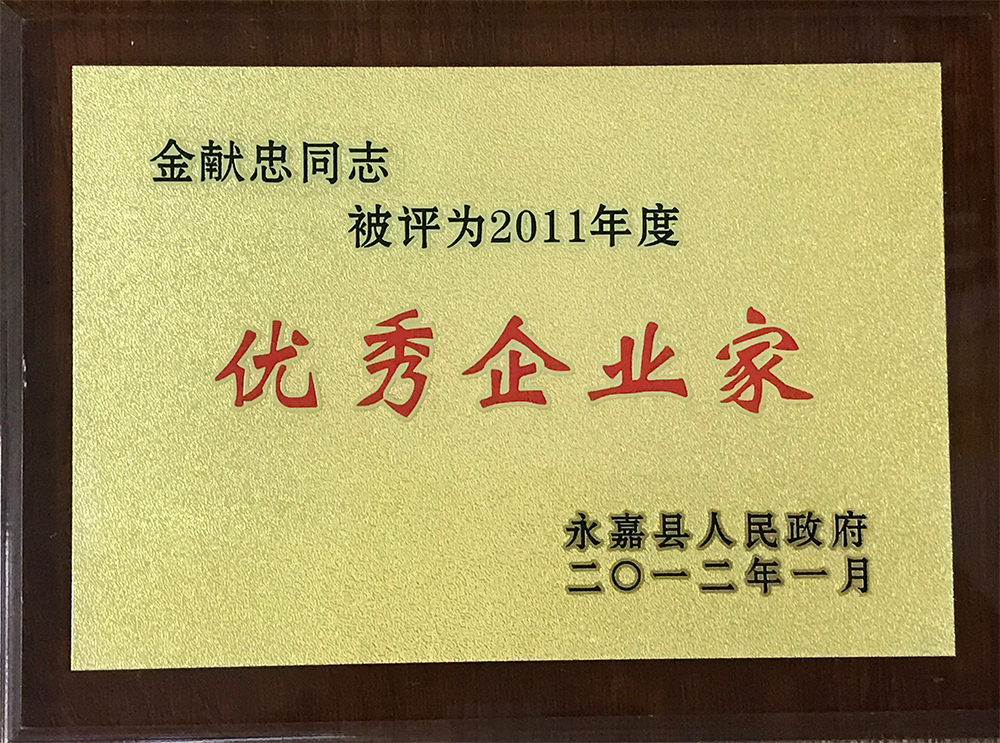 金献忠同志
被评为2011年度
优秀企业家
永嘉县人民政府
二〇一二年一月